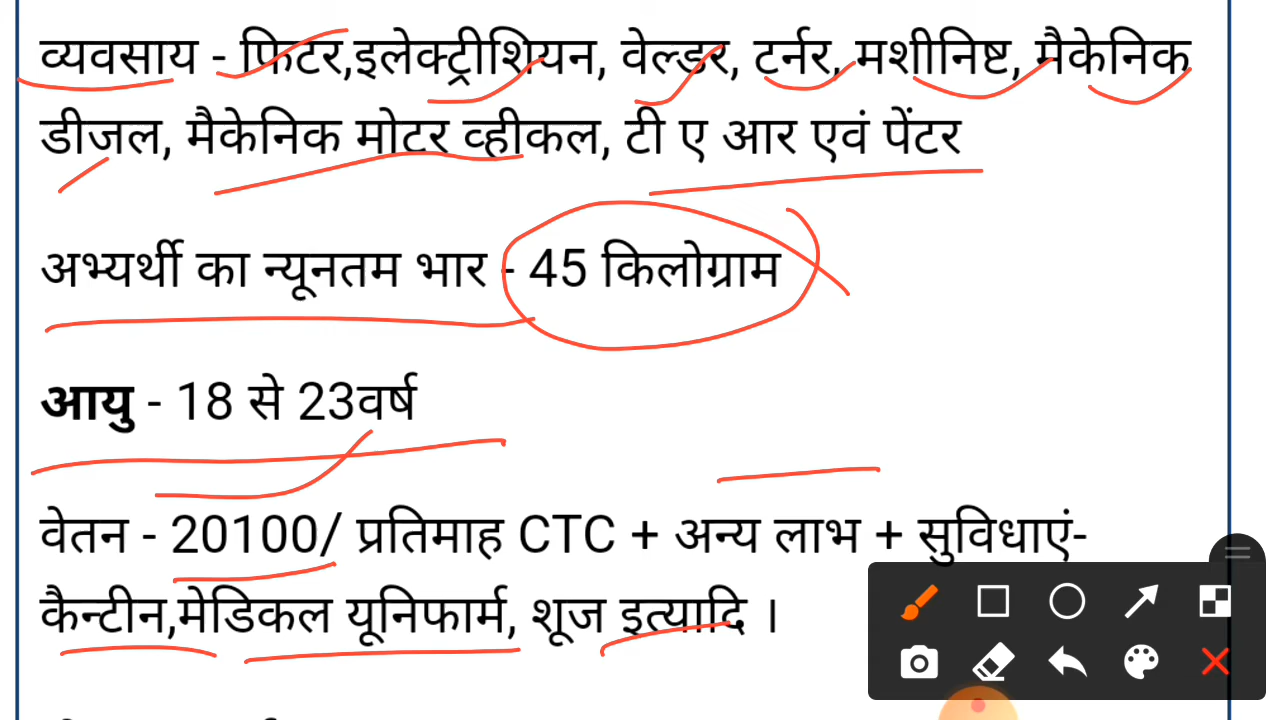 व्यवसाय - फिटर,इलेक्ट्रीशियन, वेल्डर, टर्नर, मशीनिष्ट, मैकेनिक
डीजल, मैकेनिक मोटर व्हीकल, टी ए आर एवं पेंटर
अभ्यर्थी का न्यूनतम भार - 45 किलोग्राम
आयु - 18 से 23वर्ष
वेतन - 20100/ प्रतिमाह CTC + अन्य लाभ + सुविधाएं-
कैन्टीन,मेडिकल यूनिफार्म, शूज इत्यादि ।